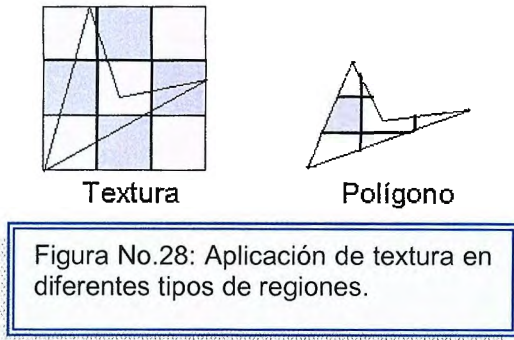 Textura
Polígono
Figura No.28: Aplicación de textura en
diferentes tipos de regiones.